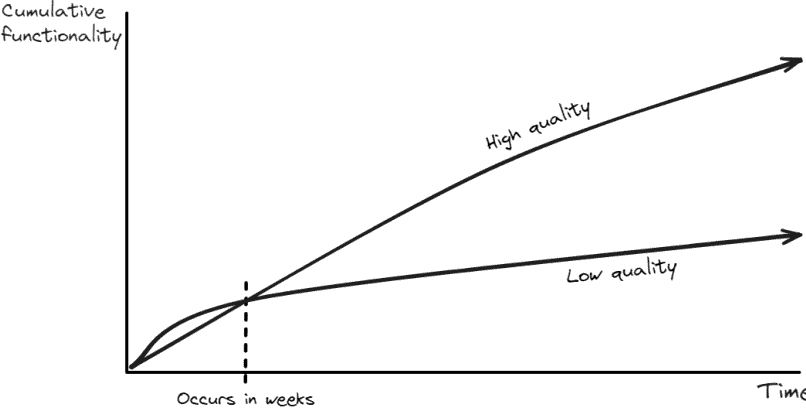 Cumulative
functionality
High quality
Low quality
Occurs in weeks
Time